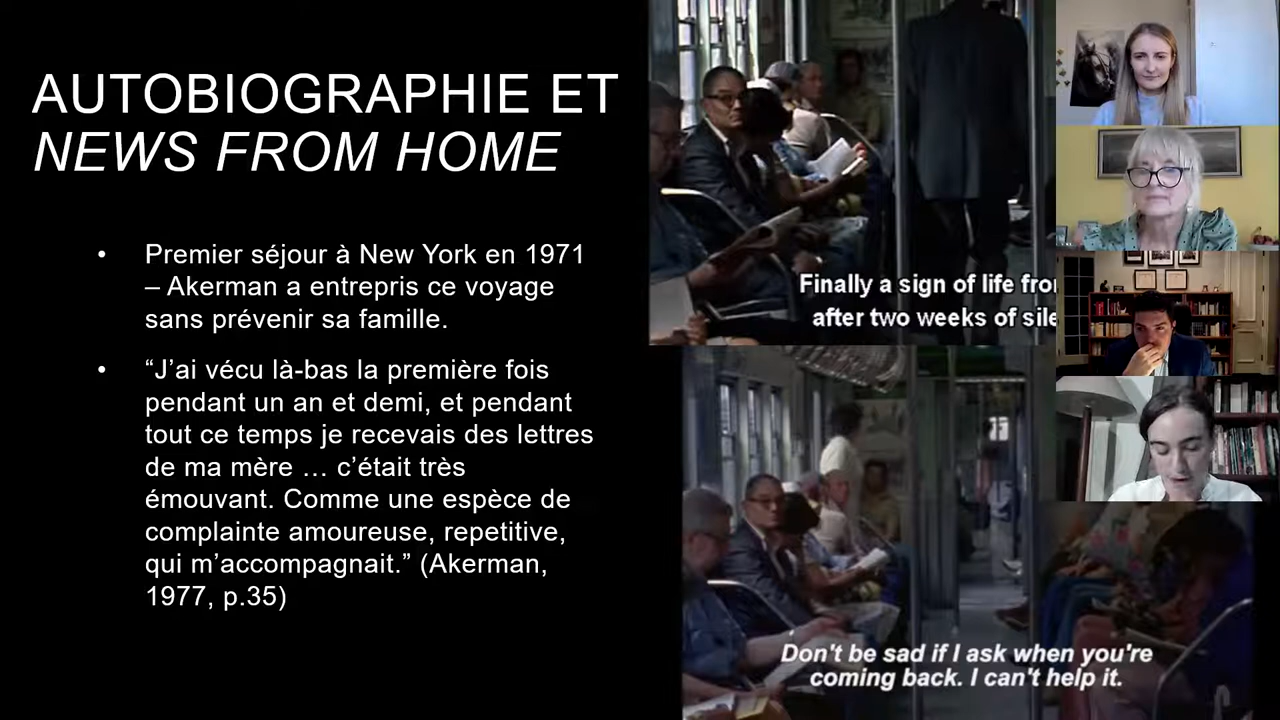 AUTOBIOGRAPHIE ET
NEWS FROM HOME
• Premier séjour à New York en 1971
– Akerman a entrepris ce voyage
sans prévenir sa famille.
• “J’ai vécu là-bas la première fois
pendant un an et demi, et pendant
tout ce temps je recevais des lettres
de ma mère … c’était très
émouvant. Comme une espèce de
complainte amoureuse, repetitive,
qui m’accompagnait.” (Akerman,
1977, p.35)
Finally a sign of life
after two weeks of
Don't be sad if I ask when you're
coming back. I can't help it.